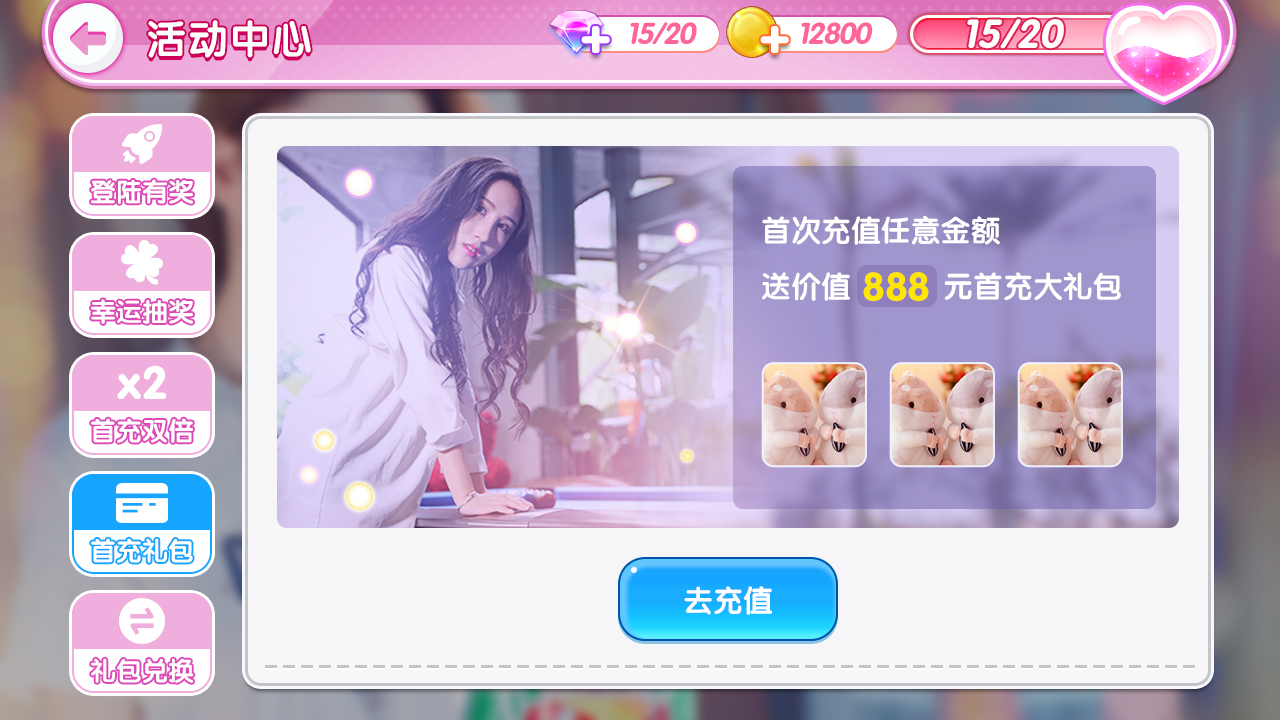 活动中心
15/20
12800
15/20
登陆有奖
幸运抽奖
x2
首充双倍
首充礼包
礼包兑换
首次充值任意金额
送价值 888 元首充大礼包
去充值